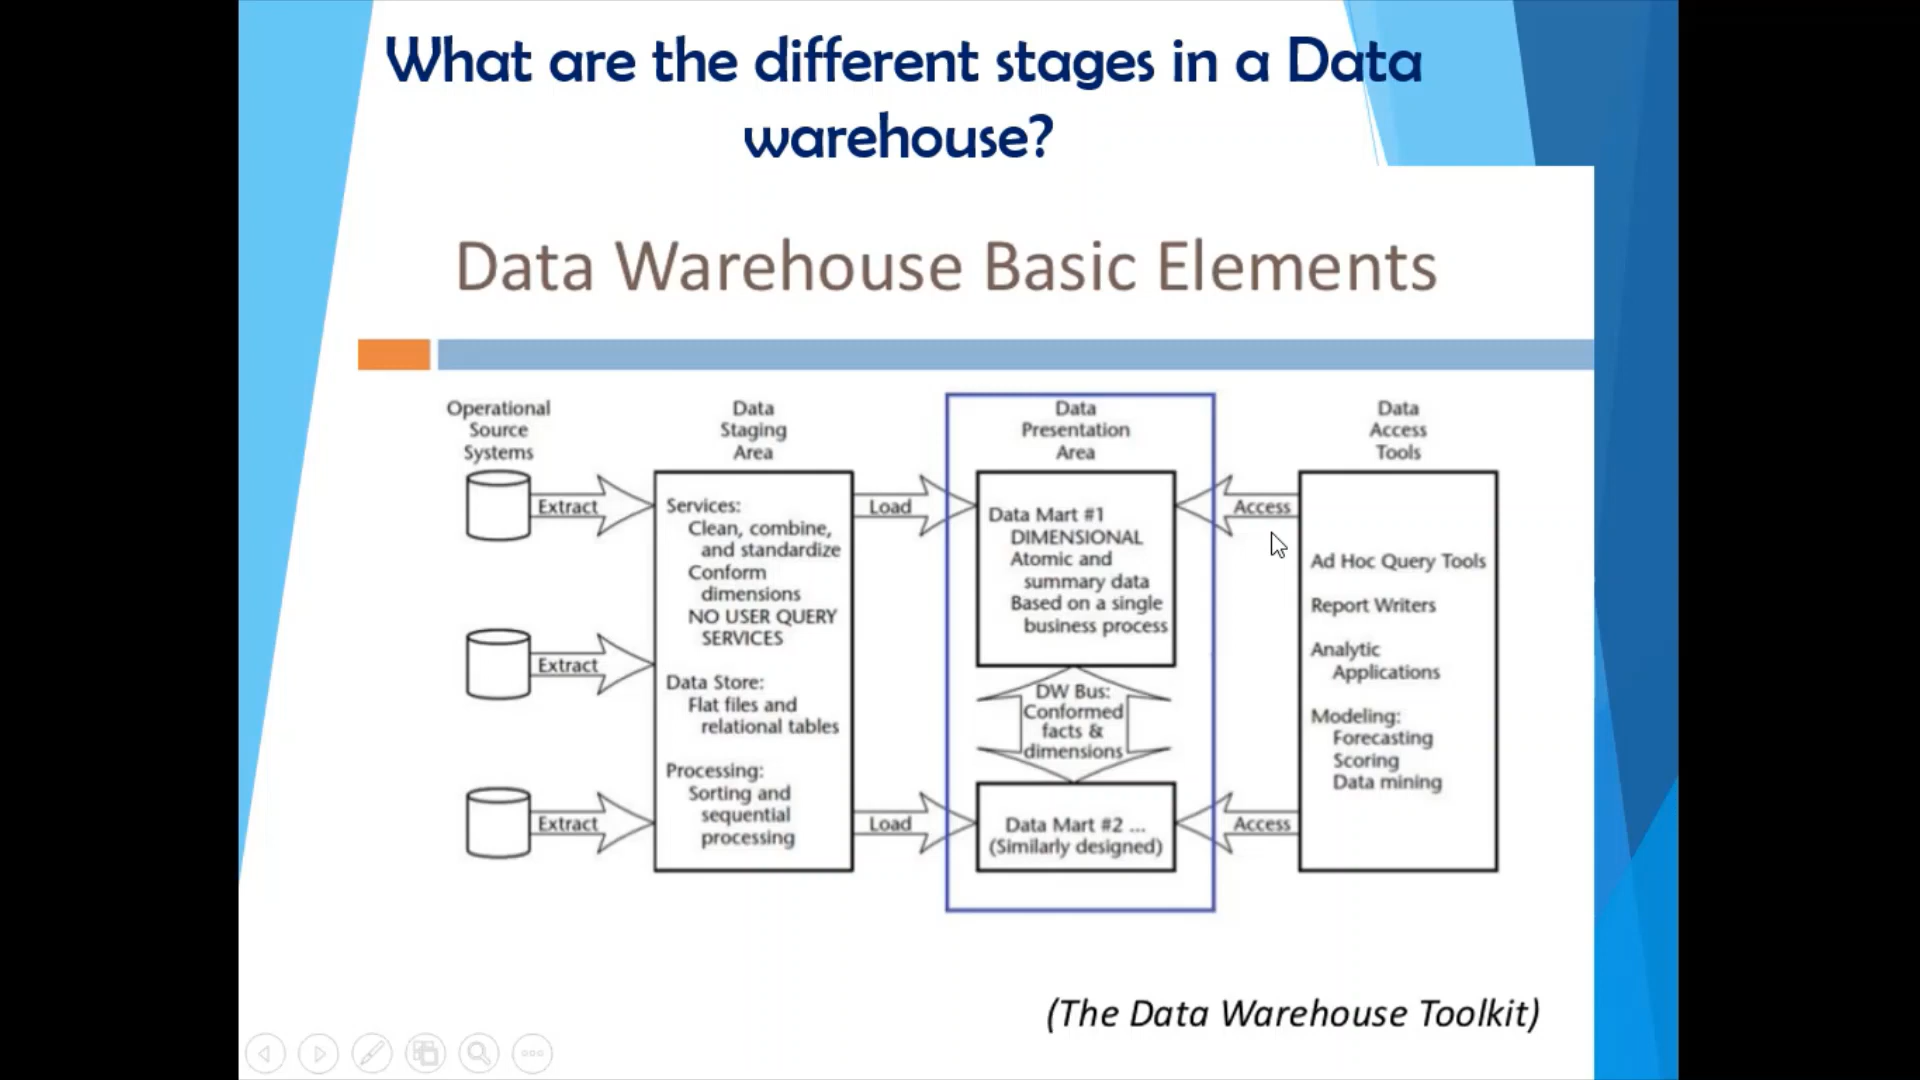 What are the different stages in a Data
warehouse?
Data Warehouse Basic Elements
Operational
Source
Systems
Extract
Extract
Extract
Data
Staging
Area
Services:
Clean, combine,
and standardize
Conform
dimensions
NO USER QUERY
SERVICES
Data Store:
Flat files and
relational tables
Processing:
Sorting and
sequential
processing
Load
Load
Data
Presentation
Area
Data Mart #1
DIMENSIONAL
Atomic and
summary data
Based on a single
business process
DW Bus:
Conformed
facts &
dimensions
Data Mart #2 ...
(Similarly designed)
Access
Access
Data
Access
Tools
Ad Hoc Query Tools
Report Writers
Analytic
Applications
Modeling:
Forecasting
Scoring
Data mining
(The Data Warehouse Toolkit)